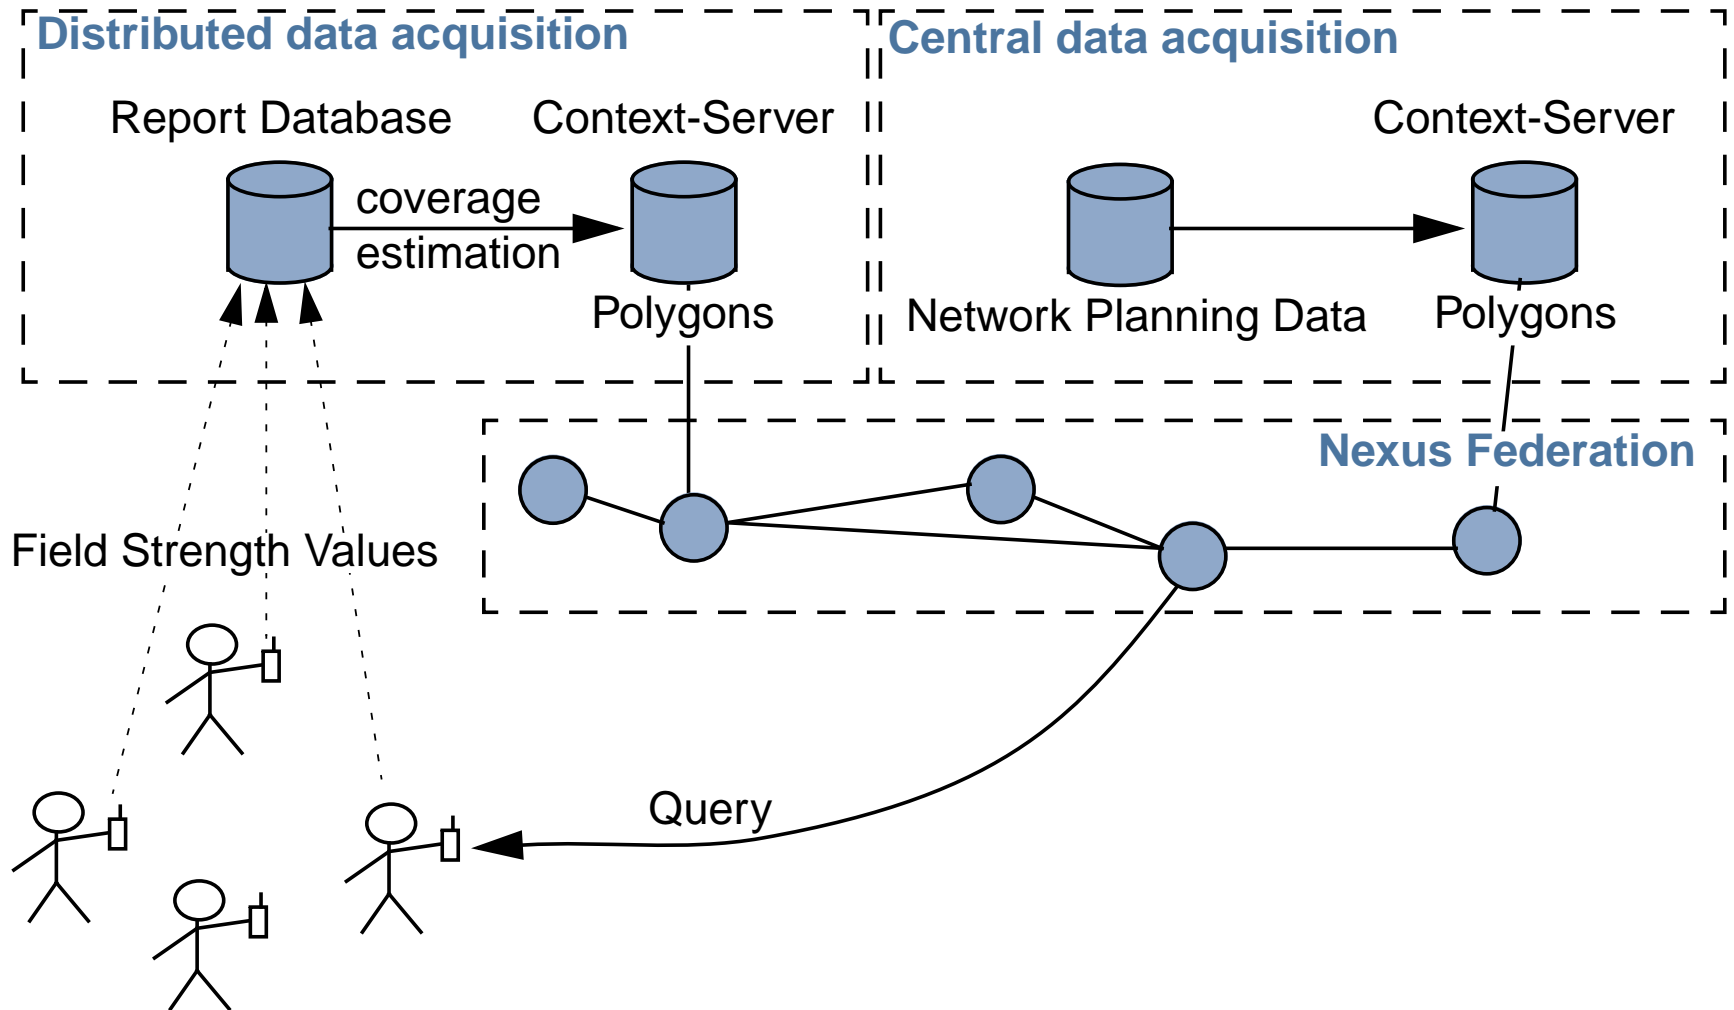 Distributed data acquisition
Central data acquisition
Report Database
Context-Server
Context-Server
coverage
estimation
Polygons
Network Planning Data
Polygons
Nexus Federation
Field Strength Values
Query